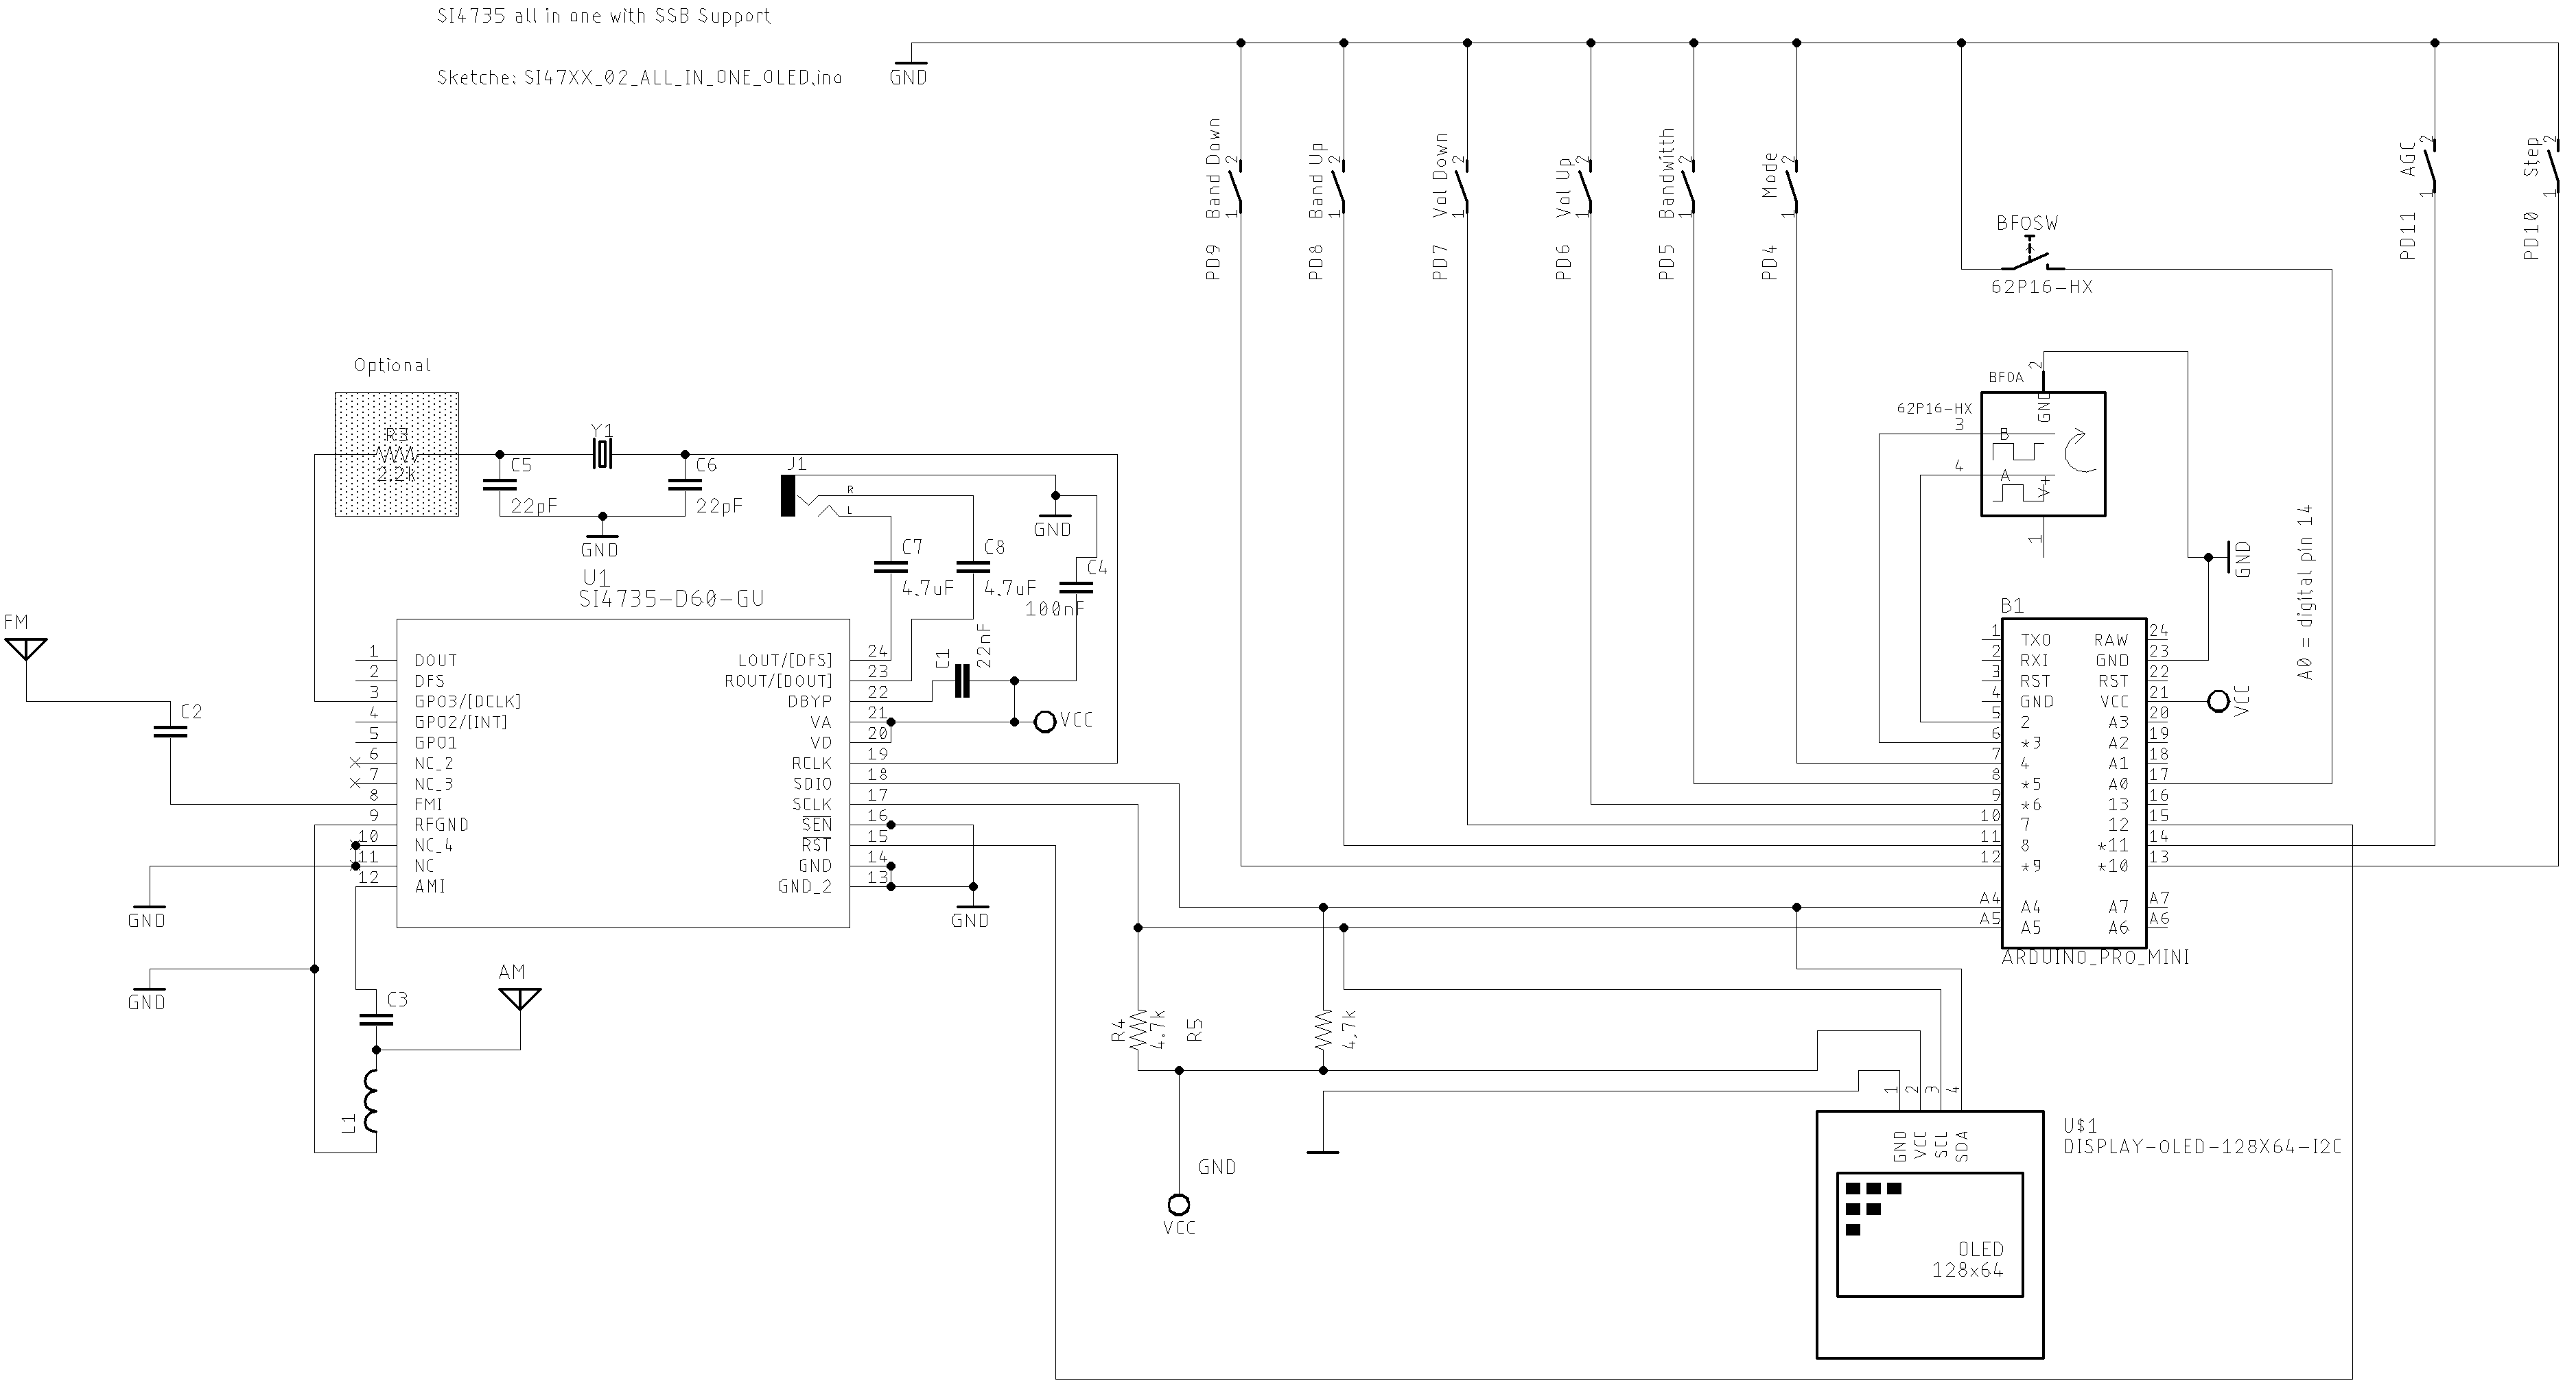 SI4735 all in one with SSB Support
Sketche: SI47XX_02_ALL_IN_ONE_OLED.ino
GND
PD9 Band Down 1 2
PD8 Band Up 1 2
PD7 Vol Down 1 2
PD6 Vol Up 1 2
PD5 Bandwitth 1 2
PD4 Mode 1 2
BFOSW
62P16-HX
PD11 AGC 1 2
PD10 Step 1 2
Optional
R3
2.2k
C5
22pF
Y1
C6
22pF
GND
J1
R
L
GND
C7
4.7uF
C8
4.7uF
C4
100nF
C1 22nF
VCC
BFOA
62P16-HX
2
GND
3 B
4 A
V+
1
GND
A0 = digital pin 14
U1
SI4735-D60-GU
1 DOUT LOUT/[DFS] 24
2 DFS ROUT/[DOUT] 23
3 GPO3/[DCLK] DBYP 22
4 GPO2/[INT] VA 21
5 GPO1 VD 20
6 NC_2 RCLK 19
7 NC_3 SDIO 18
8 FMI SCLK 17
9 RFGND SEN 16
10 NC_4 RST 15
11 NC GND 14
12 AMI GND_2 13
FM
C2
GND
GND
GND
AM
C3
L1
B1
1 TXO RAW 24
2 RXI GND 23
3 RST RST 22
4 GND VCC 21
5 2 A3 20
6 *3 A2 19
7 4 A1 18
8 *5 A0 17
9 *6 13 16
10 7 12 15
11 8 *11 14
12 *9 *10 13
A4 A4 A7 A7
A5 A5 A6 A6
ARDUINO_PRO_MINI
VCC
R4 4.7k
R5 4.7k
GND
VCC
1 2 3 4
GND VCC SCL SDA
U$1
DISPLAY-OLED-128X64-I2C
OLED
128x64